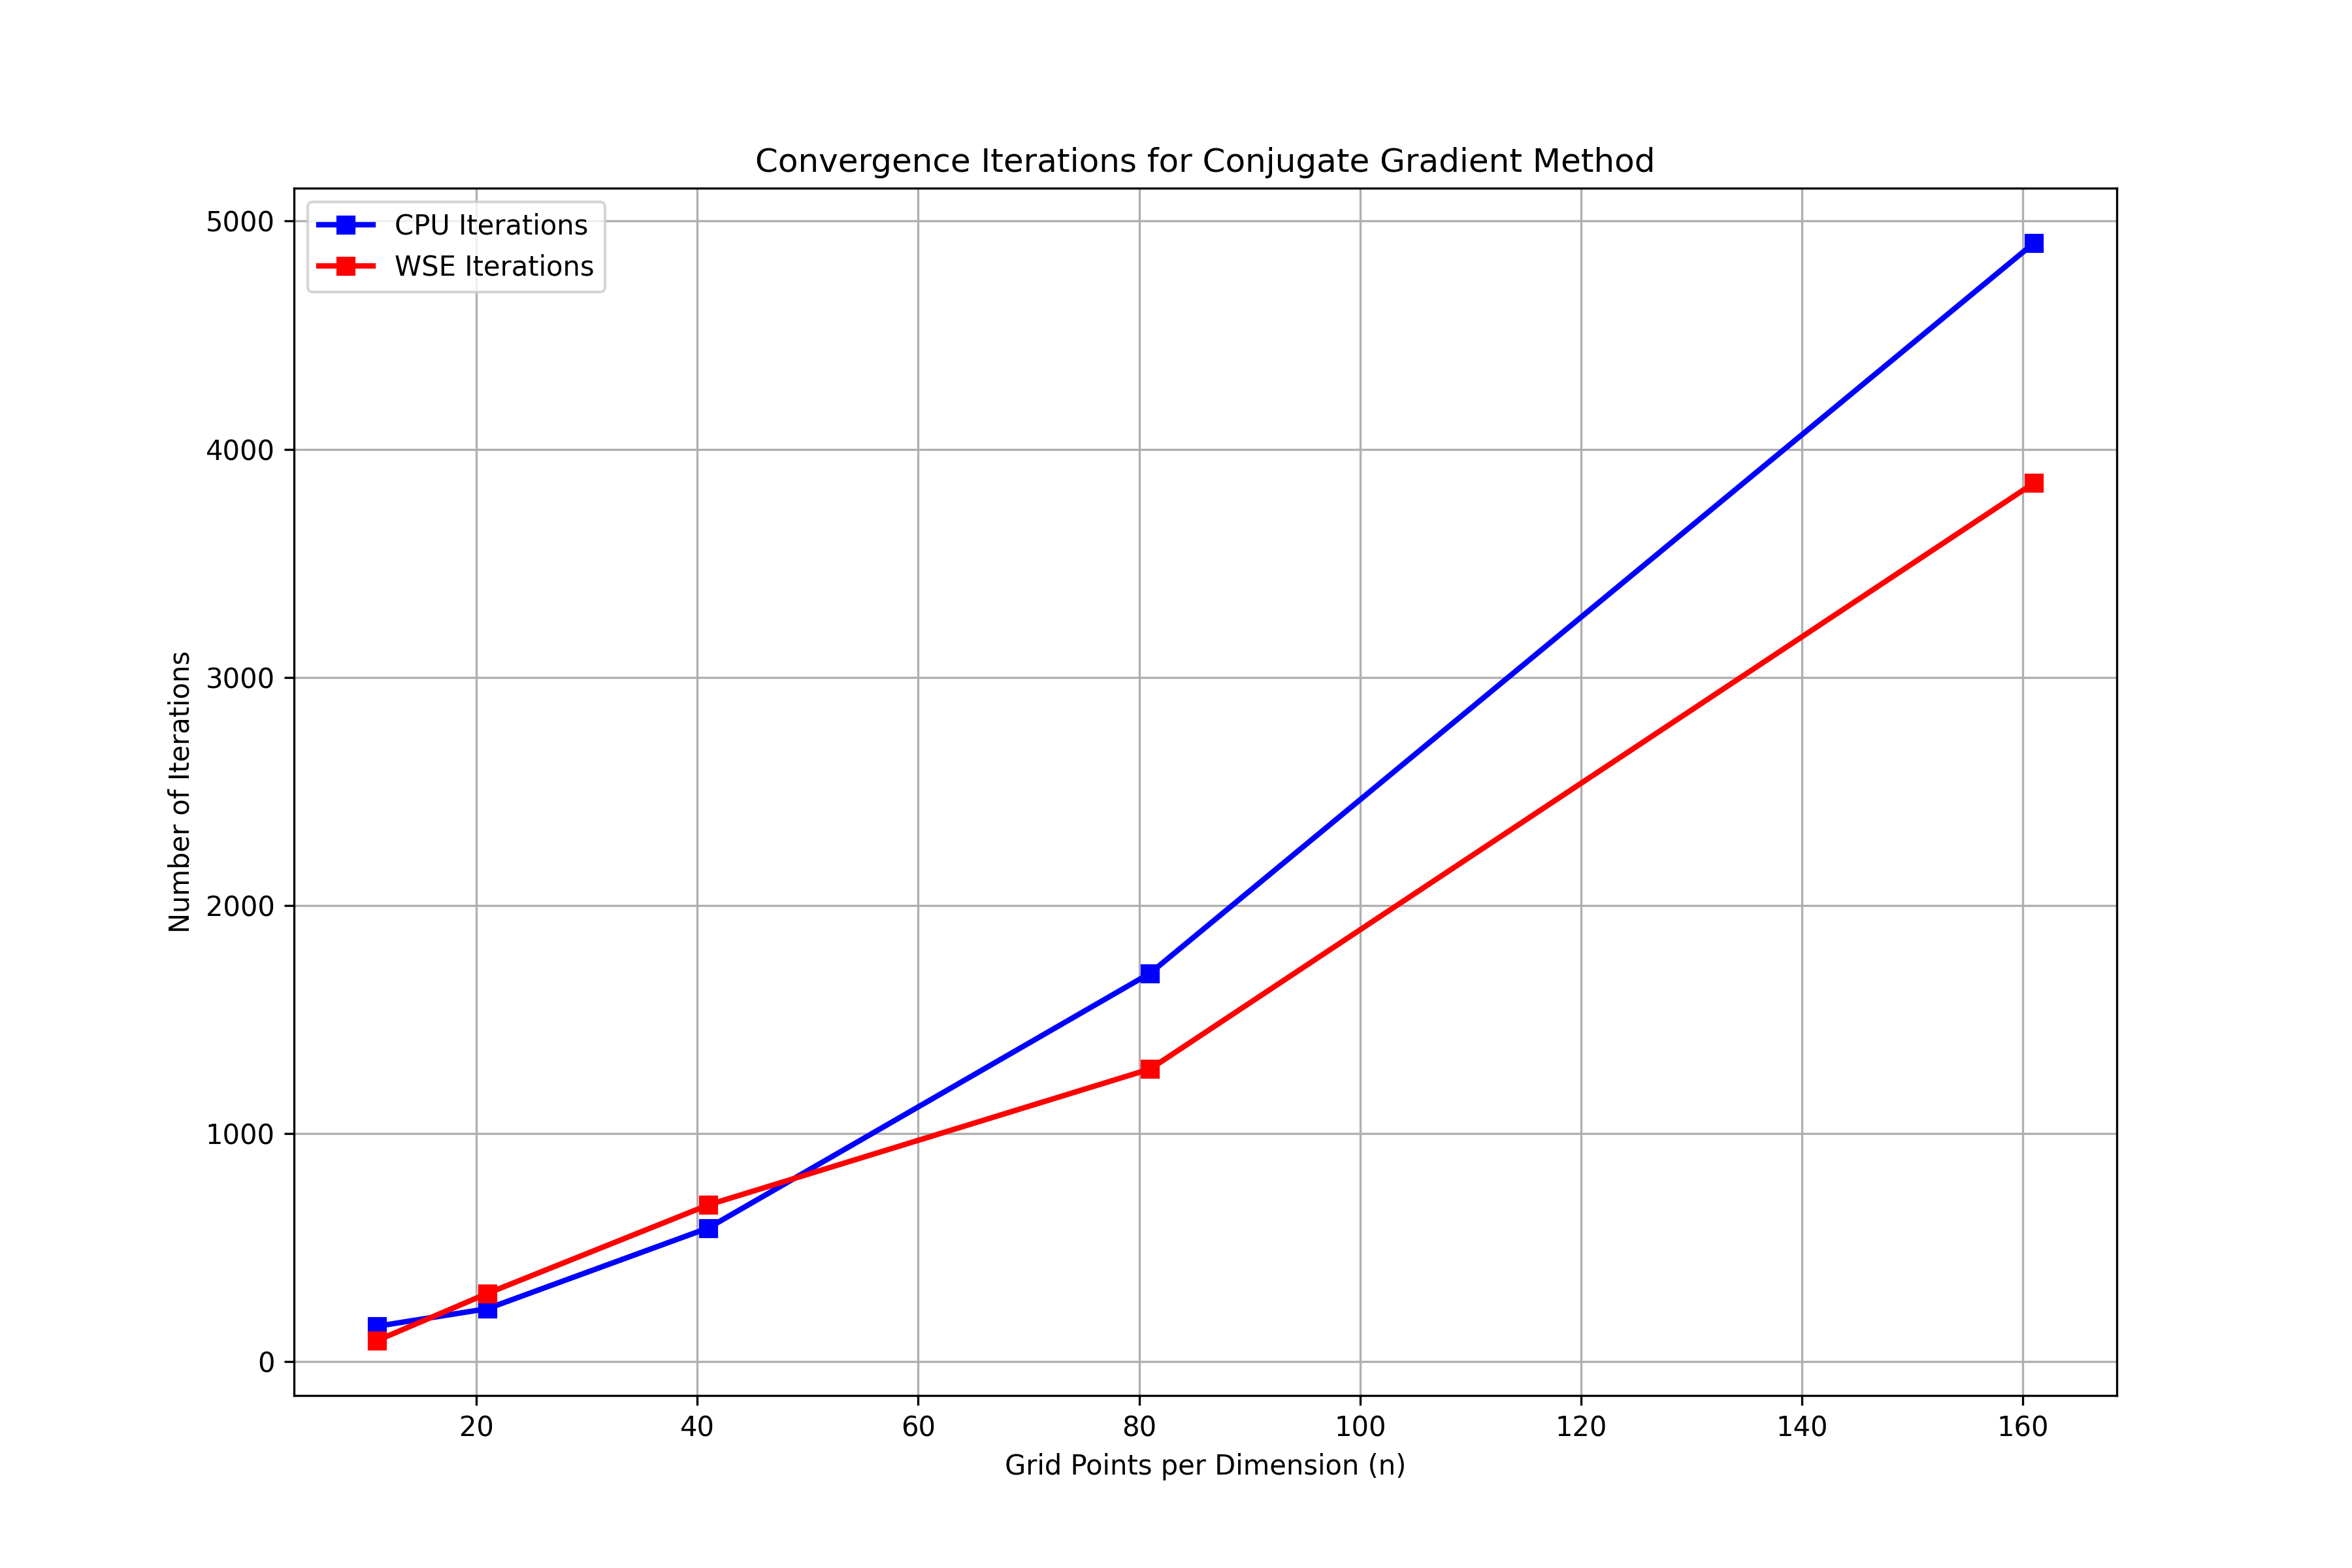 Convergence Iterations for Conjugate Gradient Method
CPU Iterations
WSE Iterations
Number of Iterations
5000
4000
3000
2000
1000
0
20 40 60 80 100 120 140 160
Grid Points per Dimension (n)